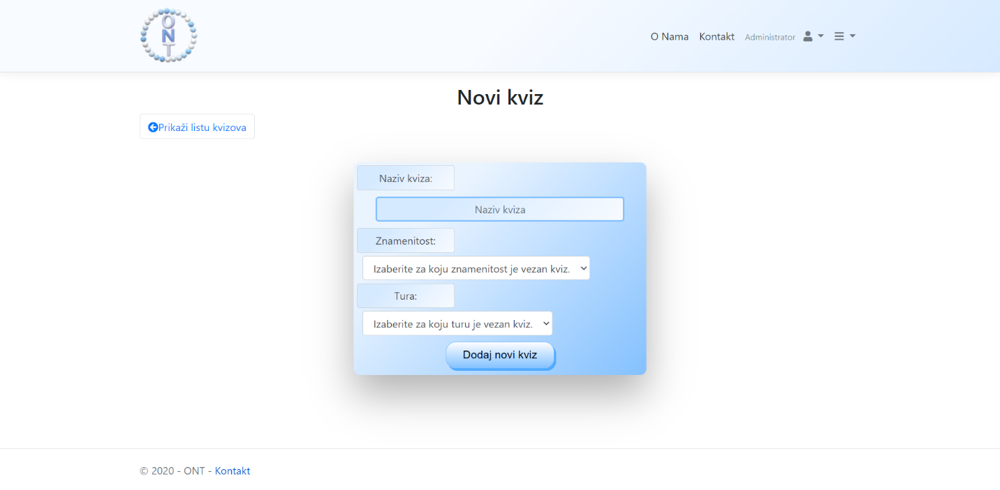 ONT
O Nama Kontakt Administrator
Novi kviz
Prikaži listu kvizova
Naziv kviza:
Naziv kviza
Znamenitost:
Izaberite za koju znamenitost je vezan kviz.
Tura:
Izaberite za koju turu je vezan kviz.
Dodaj novi kviz
© 2020 - ONT - Kontakt